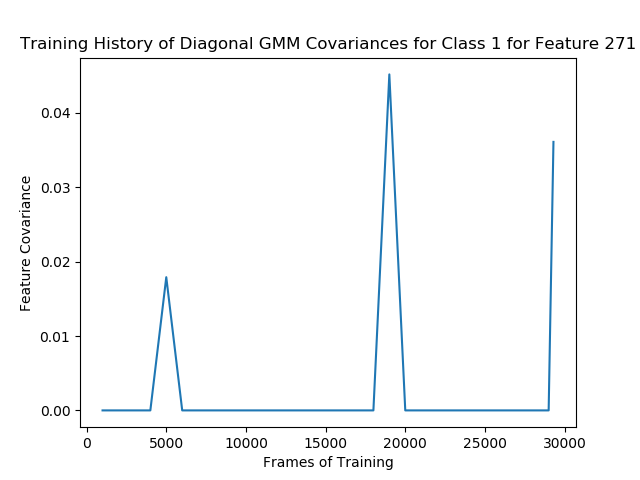 Training History of Diagonal GMM Covariances for Class 1 for Feature 271
0.04
0.03
0.02
0.01
0.00
Feature Covariance
0 5000 10000 15000 20000 25000 30000
Frames of Training